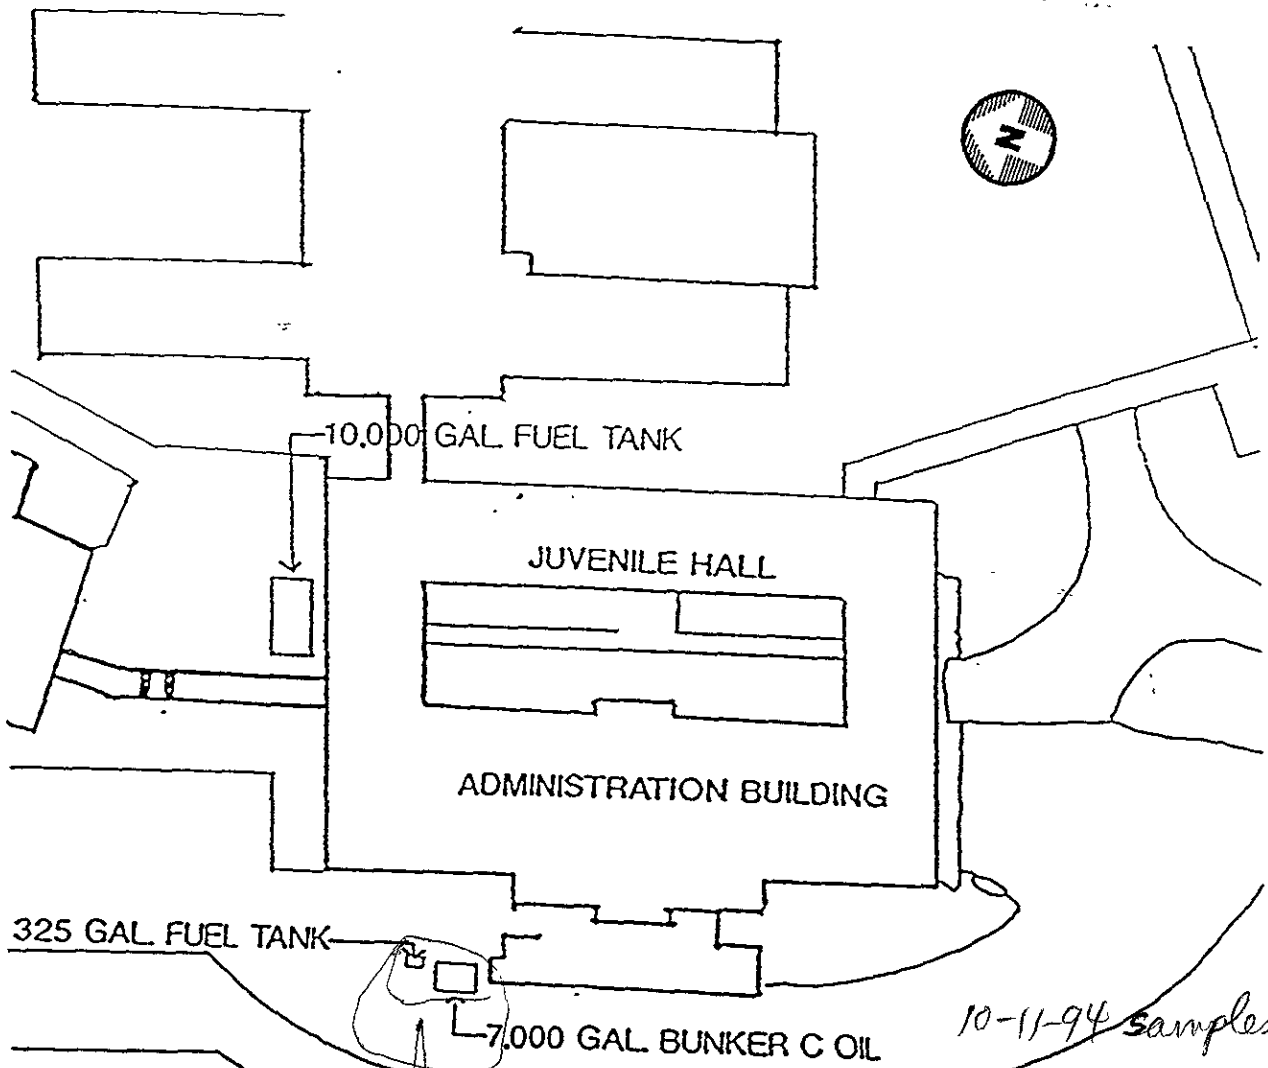 N
10,000 GAL. FUEL TANK
JUVENILE HALL
ADMINISTRATION BUILDING
325 GAL. FUEL TANK
7,000 GAL. BUNKER C OIL
10-11-94 samples